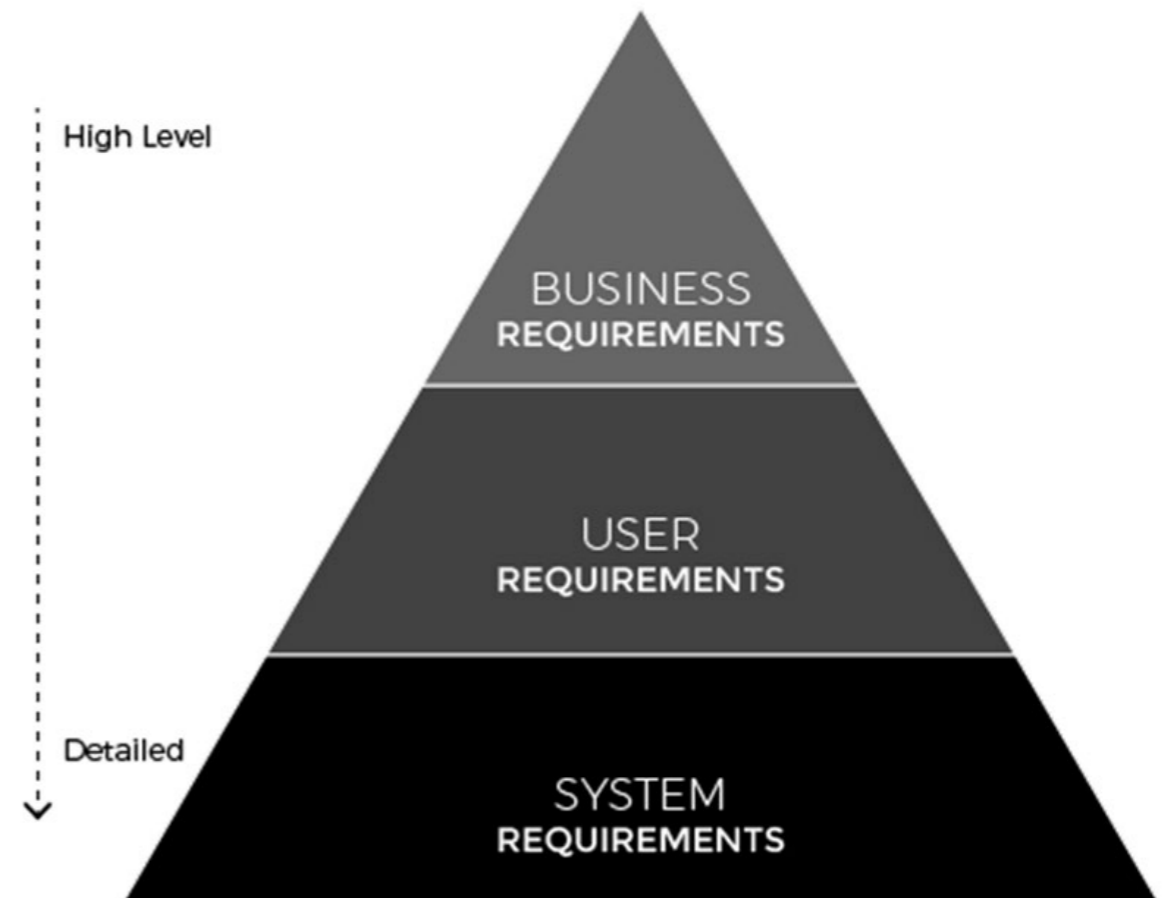 High Level
BUSINESS
REQUIREMENTS
USER
REQUIREMENTS
Detailed
SYSTEM
REQUIREMENTS